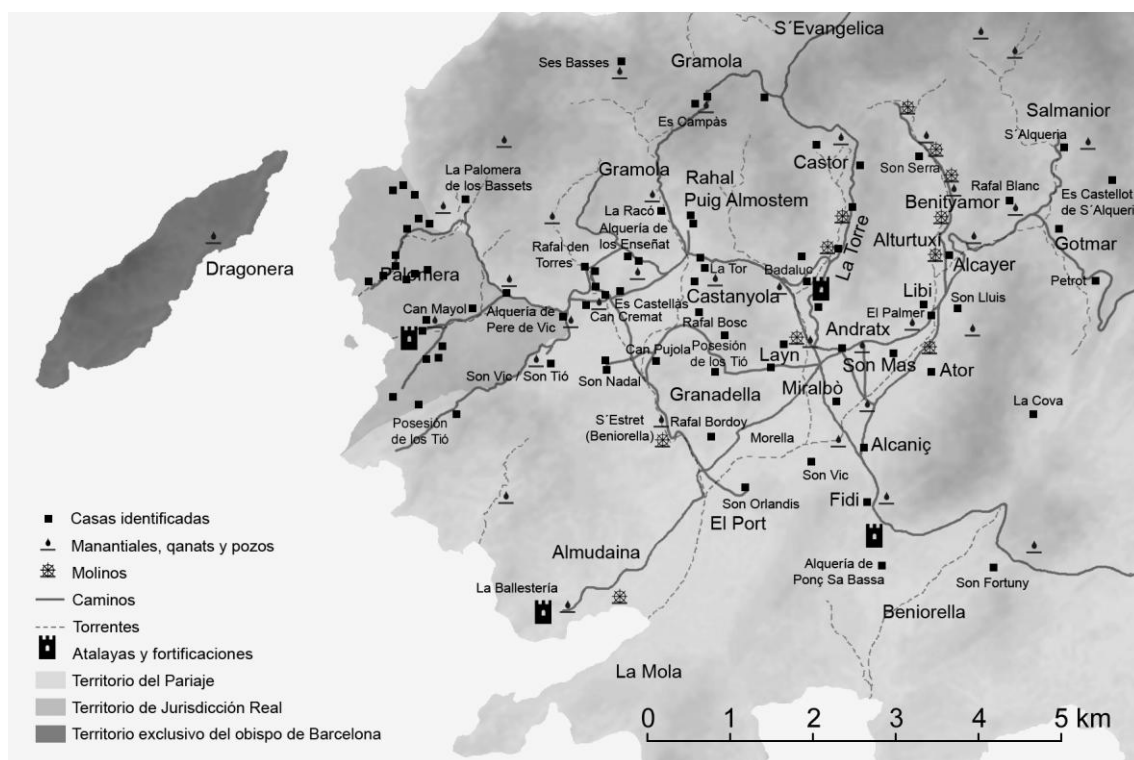 S´Evangelica
Gramola
Ses Basses
Salmanior
S´Alqueria
Es Campàs
Castor
La Palomera
de los Bassets
Gramola
Rahal
Puig Almostem
Son Serra
Rafal Blanc
Es Castellot
de S´Alqueri
Benityamor
La Racó
Alquería de
los Enseñat
La Torre
Alturtuxi
Gotmar
Rafal den
Torres
Dragonera
Palomera
La Tor
Badaluc
Alcayer
Petrot
Castanyola
Libi
Son Lluis
Can Mayol
Alquería de
Pere de Vic
Es Castellás
Can Cremat
El Palmer
Rafal Bosc
Andratx
Posesión
de los Tió
Can Pujola
Layn
Son Mas
Ator
Son Vic / Son Tió
Son Nadal
Granadella
Miralbò
La Cova
Posesión
de los Tió
S´Estret
(Beniorella)
Rafal Bordoy
Morella
Alcaniç
Son Vic
Son Orlandis
Fidi
El Port
Almudaina
Alquería de
Ponç Sa Bassa
Son Fortuny
La Ballestería
Beniorella
La Mola
Casas identificadas
Manantiales, qanats y pozos
Molinos
Caminos
Torrentes
Atalayas y fortificaciones
Territorio del Pariaje
Territorio de Jurisdicción Real
Territorio exclusivo del obispo de Barcelona
0 1 2 3 4 5 km